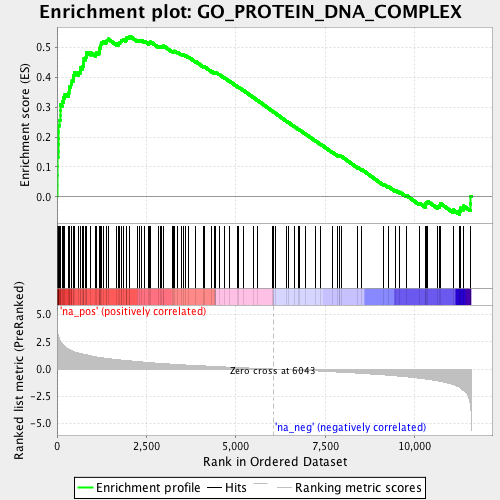 Enrichment plot: GO_PROTEIN_DNA_COMPLEX
Enrichment score (ES)
0.5
0.4
0.3
0.2
0.1
0.0
'na_pos' (positively correlated)
Ranked list metric (PreRanked)
5.0
2.5
0.0
-2.5
-5.0
Zero cross at 6043
'na_neg' (negatively correlated)
0
2,500
5,000
7,500
10,000
Rank in Ordered Dataset
Enrichment profile
Hits
Ranking metric scores